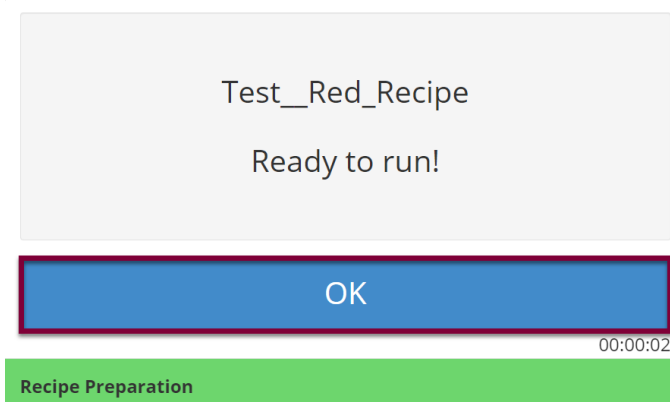 Test__Red_Recipe
Ready to run!
OK
00:00:02
Recipe Preparation